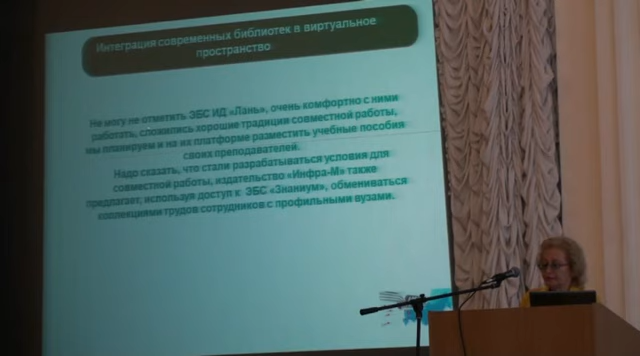 Интеграция современных библиотек в виртуальное
пространство
Не могу не отметить ЭБС ИД «Лань», очень комфортно с ними
работать, сложились хорошие традиции совместной работы,
мы планируем и на их платформе разместить учебные пособия
своих преподавателей.
Надо сказать, что стали разрабатываться условия для
совместной работы, издательство «Инфра-М» также
предлагает, используя доступ к ЭБС «Знаниум», обмениваться
коллекциями трудов сотрудников с профильными вузами.